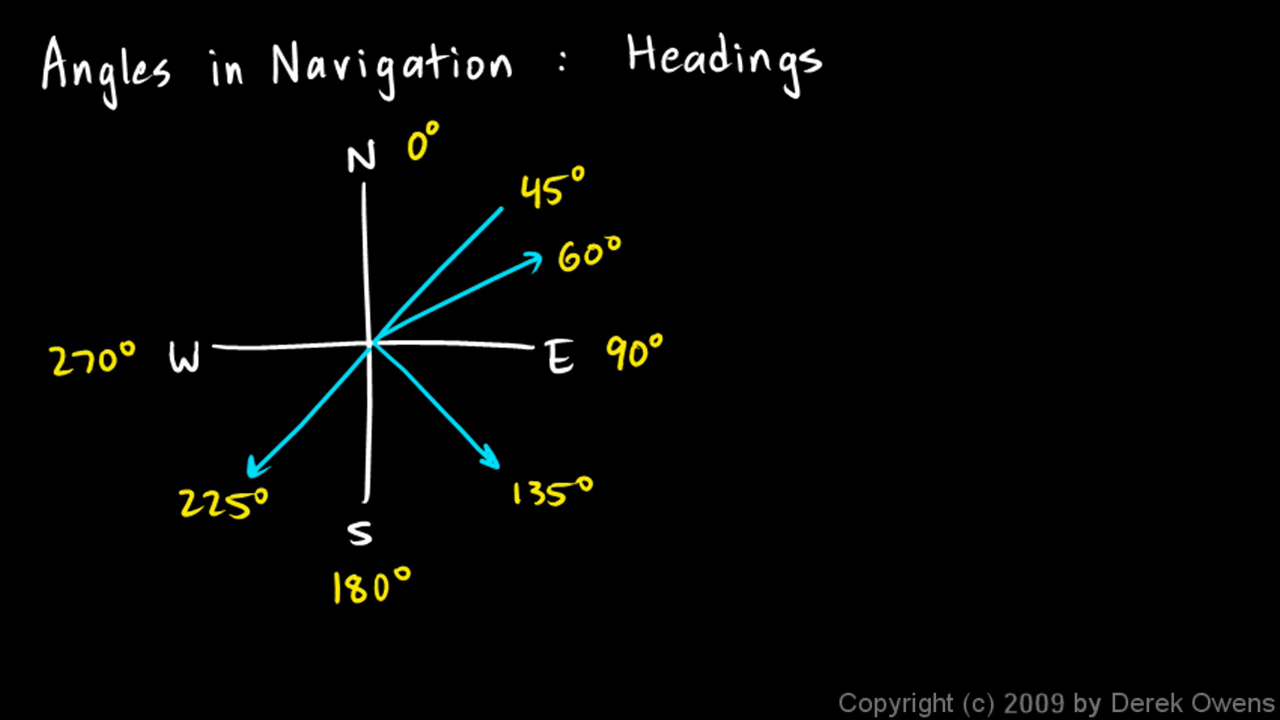 Angles in Navigation : Headings
N 0°
45°
60°
270° W
E 90°
225°
135°
S
180°
Copyright (c) 2009 by Derek Owens